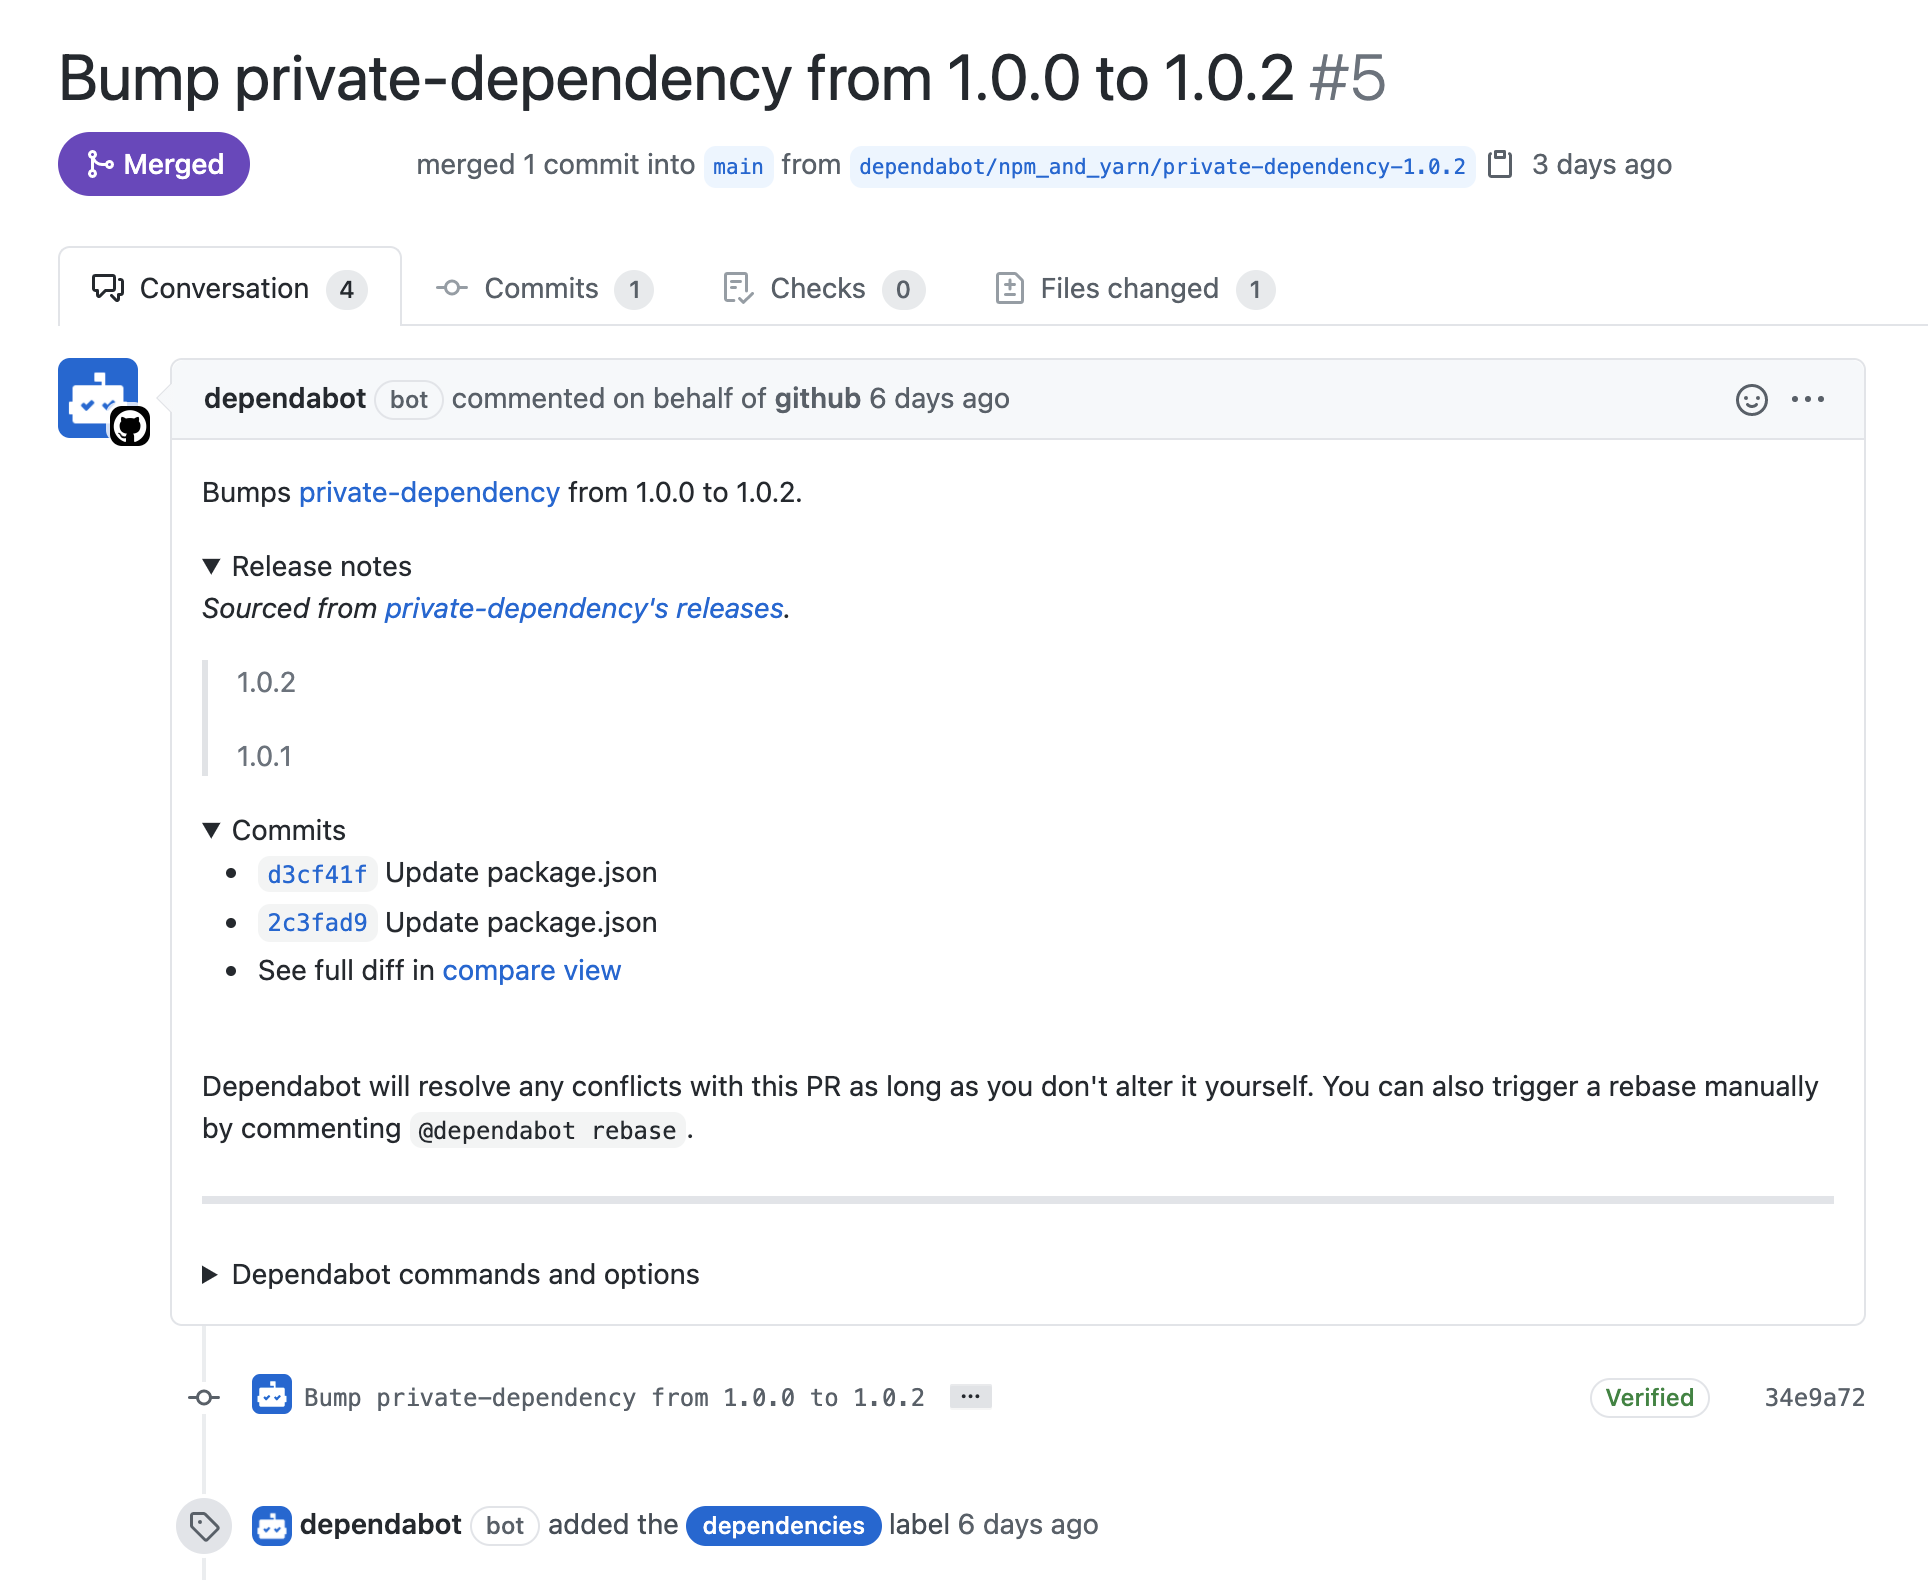 Bump private-dependency from 1.0.0 to 1.0.2 #5
Merged merged 1 commit into main from dependabot/npm_and_yarn/private-dependency-1.0.2 3 days ago
Conversation 4 Commits 1 Checks 0 Files changed 1
dependabot bot commented on behalf of github 6 days ago
Bumps private-dependency from 1.0.0 to 1.0.2.
Release notes
Sourced from private-dependency's releases.
1.0.2
1.0.1
Commits
d3cf41f Update package.json
2c3fad9 Update package.json
See full diff in compare view
Dependabot will resolve any conflicts with this PR as long as you don't alter it yourself. You can also trigger a rebase manually
by commenting @dependabot rebase.
Dependabot commands and options
Bump private-dependency from 1.0.0 to 1.0.2 ... Verified 34e9a72
dependabot bot added the dependencies label 6 days ago